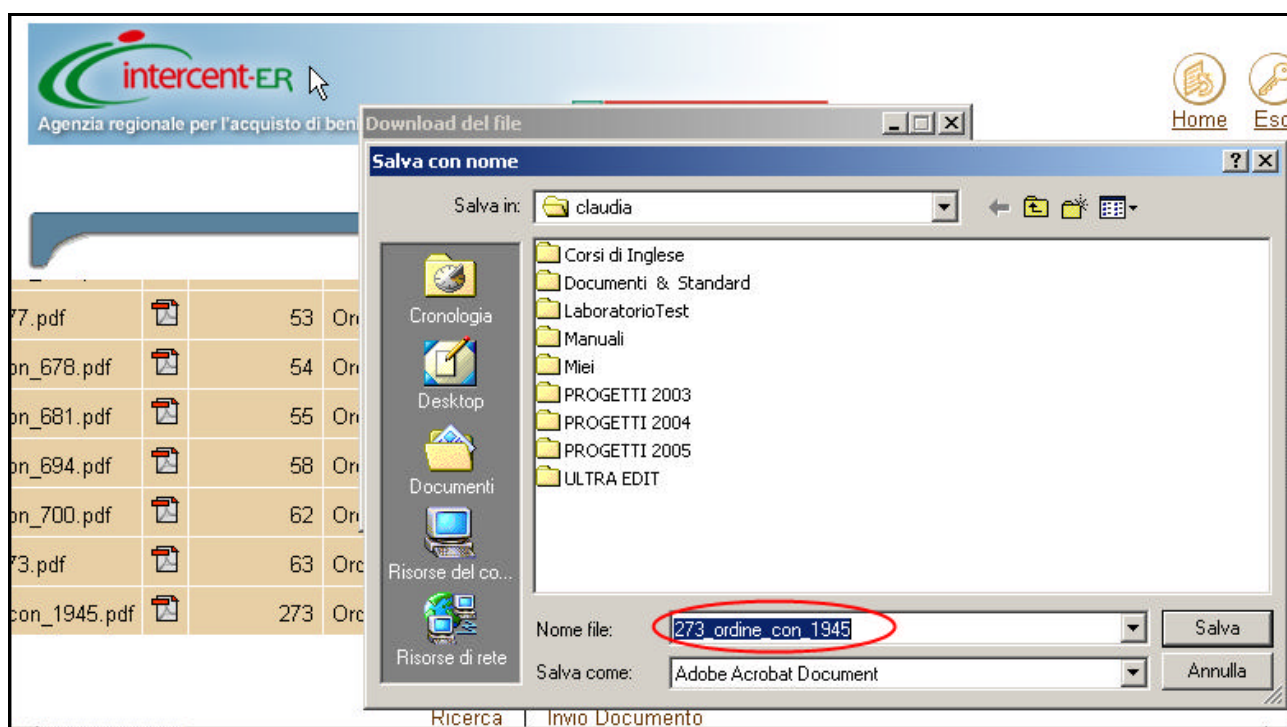 intercent-ER
Agenzia regionale per l'acquisto di beni
Home
Download del file
Salva con nome
Salva in: claudia
Cronologia
Desktop
Documenti
Risorse del co...
Risorse di rete
Corsi di Inglese
Documenti & Standard
LaboratorioTest
Manuali
Miei
PROGETTI 2003
PROGETTI 2004
PROGETTI 2005
ULTRA EDIT
Nome file: 273_ordine_con_1945 Salva
Salva come: Adobe Acrobat Document Annulla
77.pdf 53
on_678.pdf 54
on_681.pdf 55
on_694.pdf 58
on_700.pdf 62
73.pdf 63
con_1945.pdf 273
Ricerca | Invio Documento